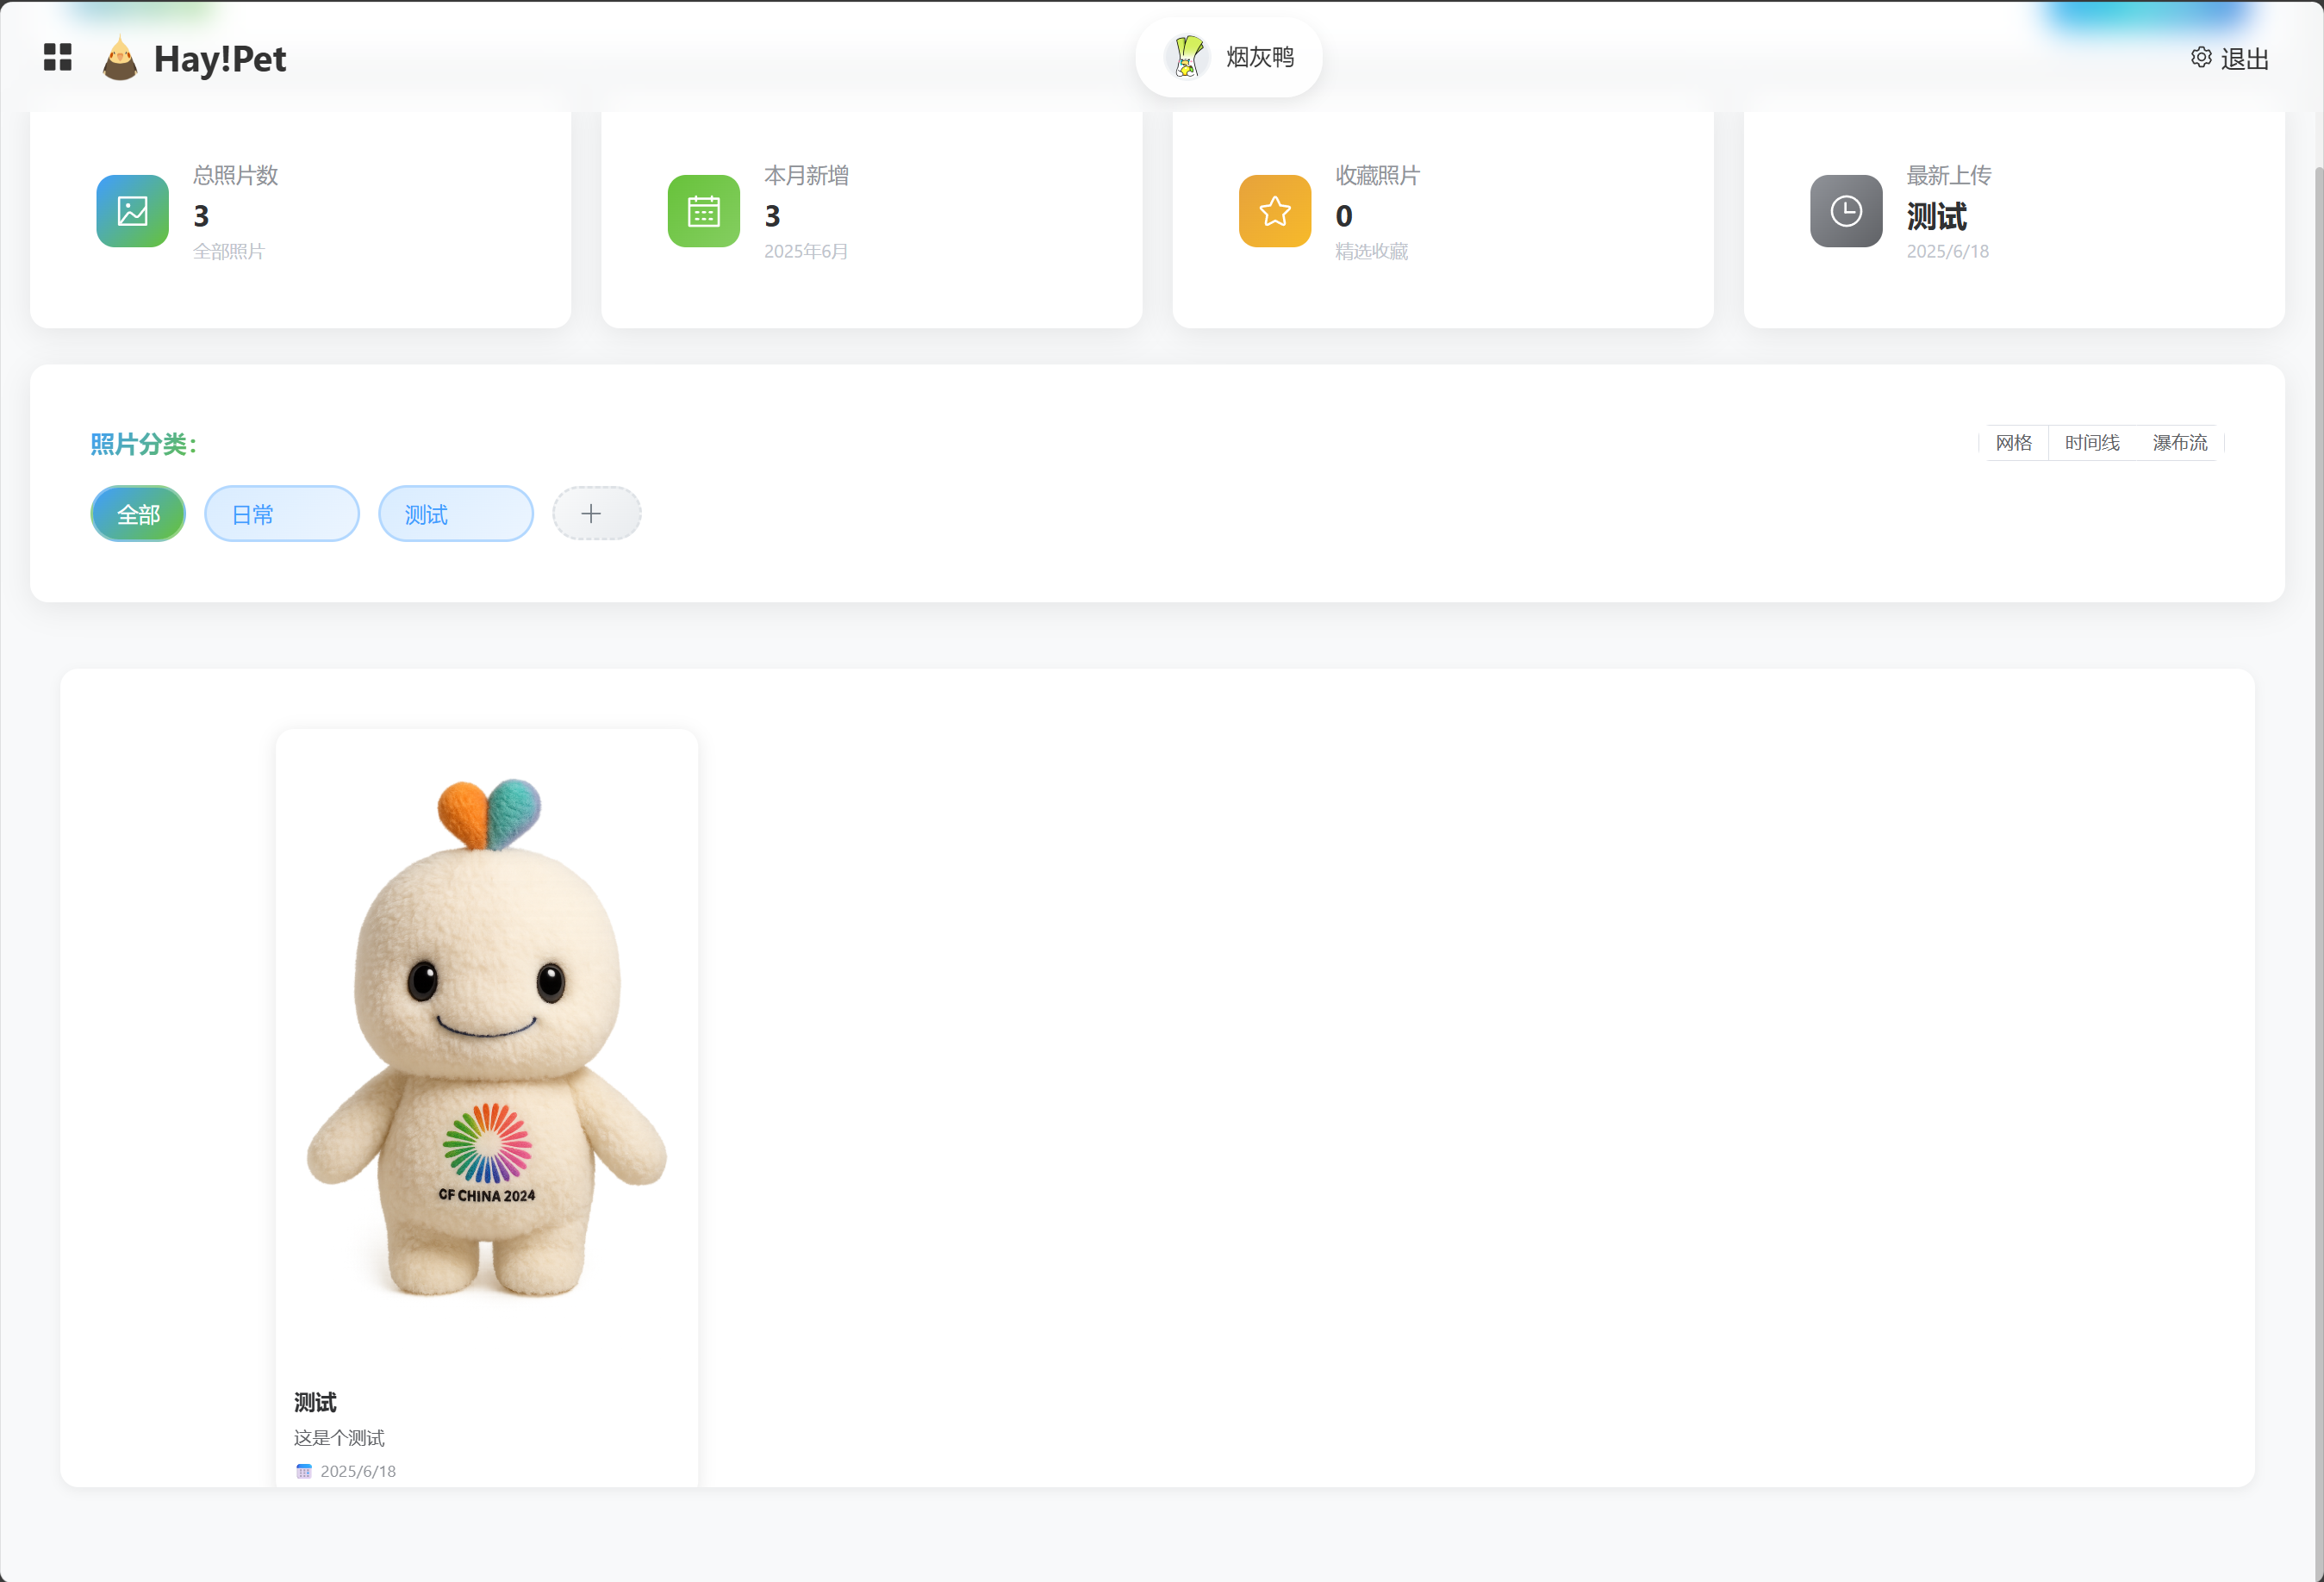 Hay!Pet
烟灰鸭
退出
总照片数
3
全部照片
本月新增
3
2025年6月
收藏照片
0
精选收藏
最新上传
测试
2025/6/18
照片分类：
网格 时间线 瀑布流
全部 日常 测试
CF CHINA 2024
测试
这是个测试
2025/6/18